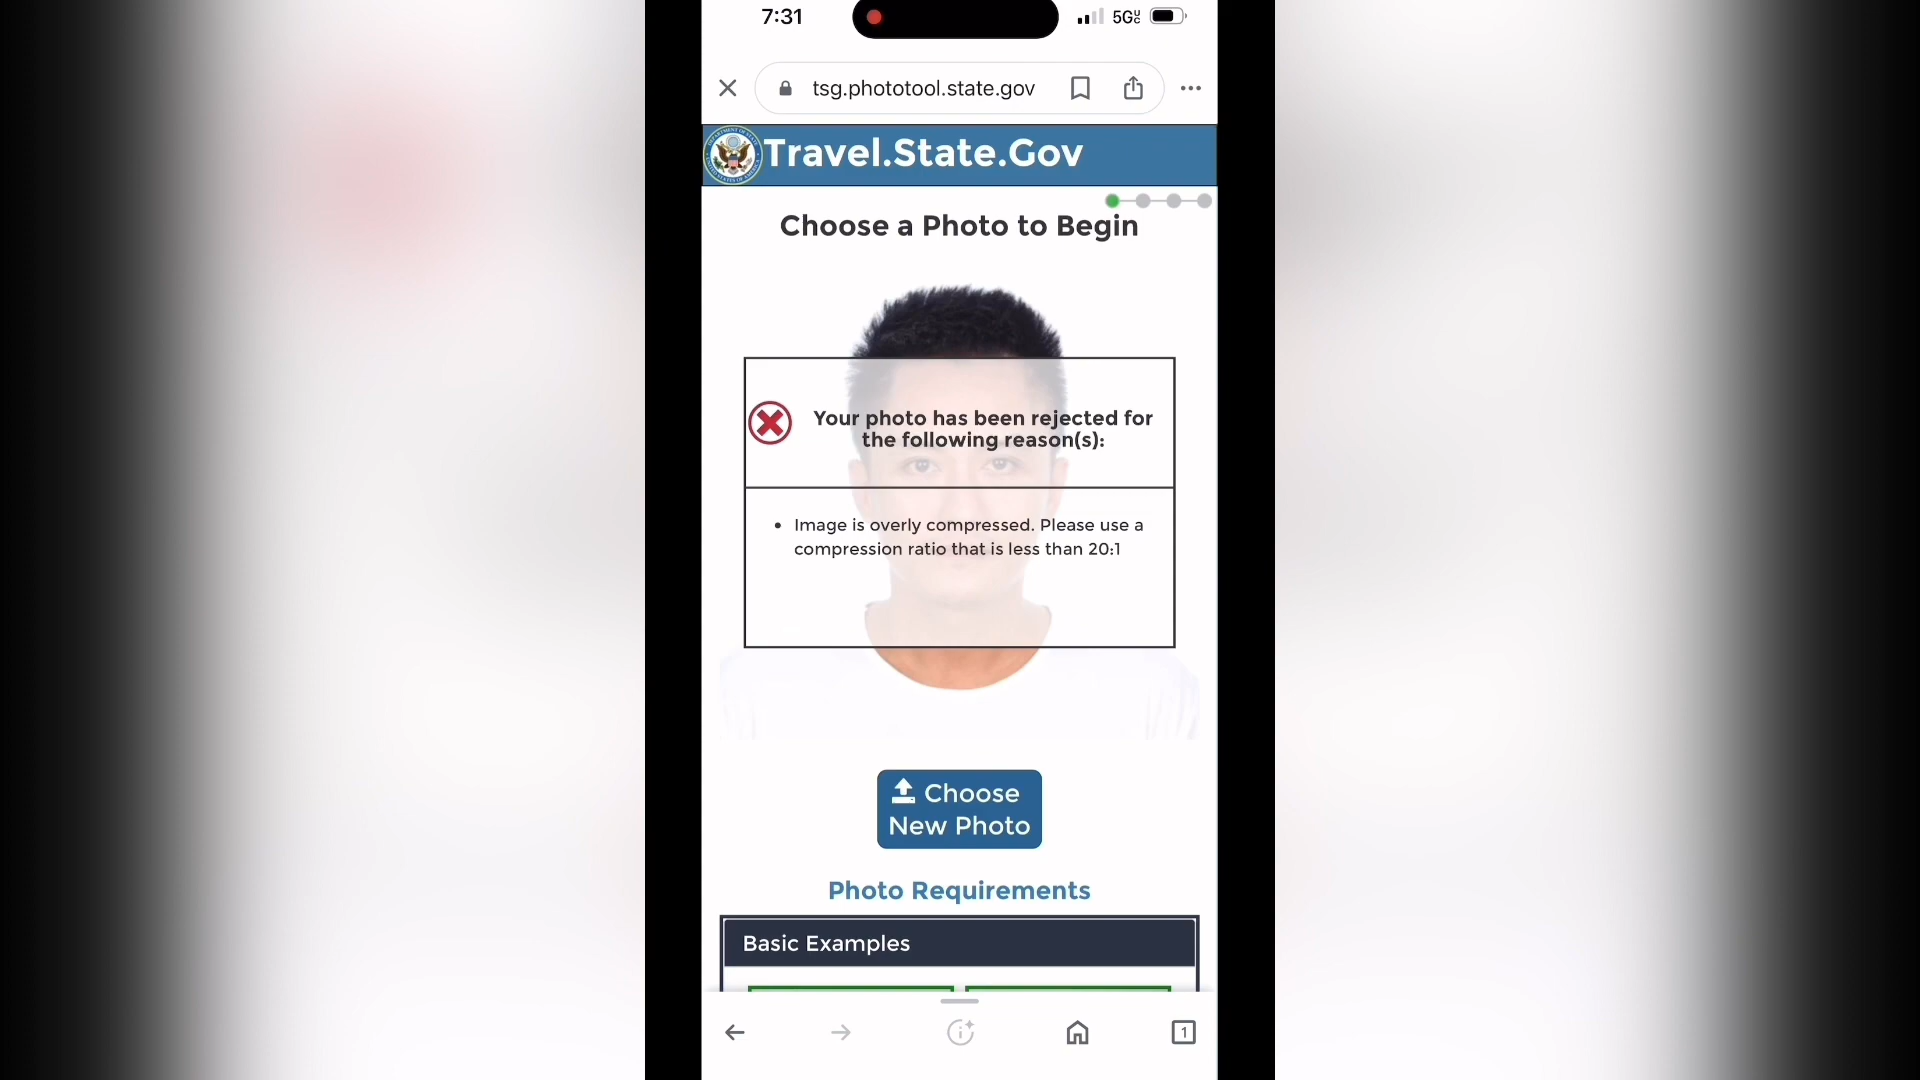 7:31
5GUC
tsg.phototool.state.gov
Travel.State.Gov
Choose a Photo to Begin
Your photo has been rejected for
the following reason(s):
• Image is overly compressed. Please use a
compression ratio that is less than 20:1
Choose
New Photo
Photo Requirements
Basic Examples
1